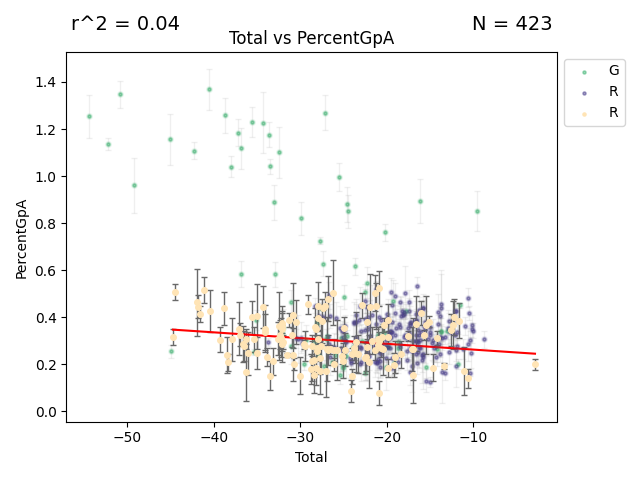 r^2 = 0.04 N = 423
Total vs PercentGpA
G
R
R
PercentGpA
1.4
1.2
1.0
0.8
0.6
0.4
0.2
0.0
−50 −40 −30 −20 −10
Total